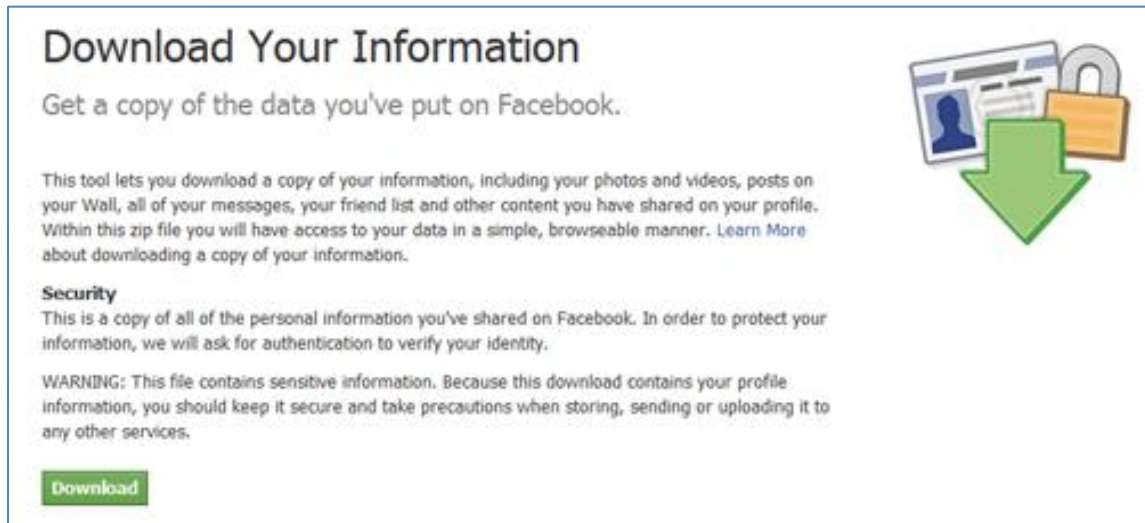 Download Your Information
Get a copy of the data you've put on Facebook.
This tool lets you download a copy of your information, including your photos and videos, posts on
your Wall, all of your messages, your friend list and other content you have shared on your profile.
Within this zip file you will have access to your data in a simple, browseable manner. Learn More
about downloading a copy of your information.
Security
This is a copy of all of the personal information you've shared on Facebook. In order to protect your
information, we will ask for authentication to verify your identity.
WARNING: This file contains sensitive information. Because this download contains your profile
information, you should keep it secure and take precautions when storing, sending or uploading it to
any other services.
Download